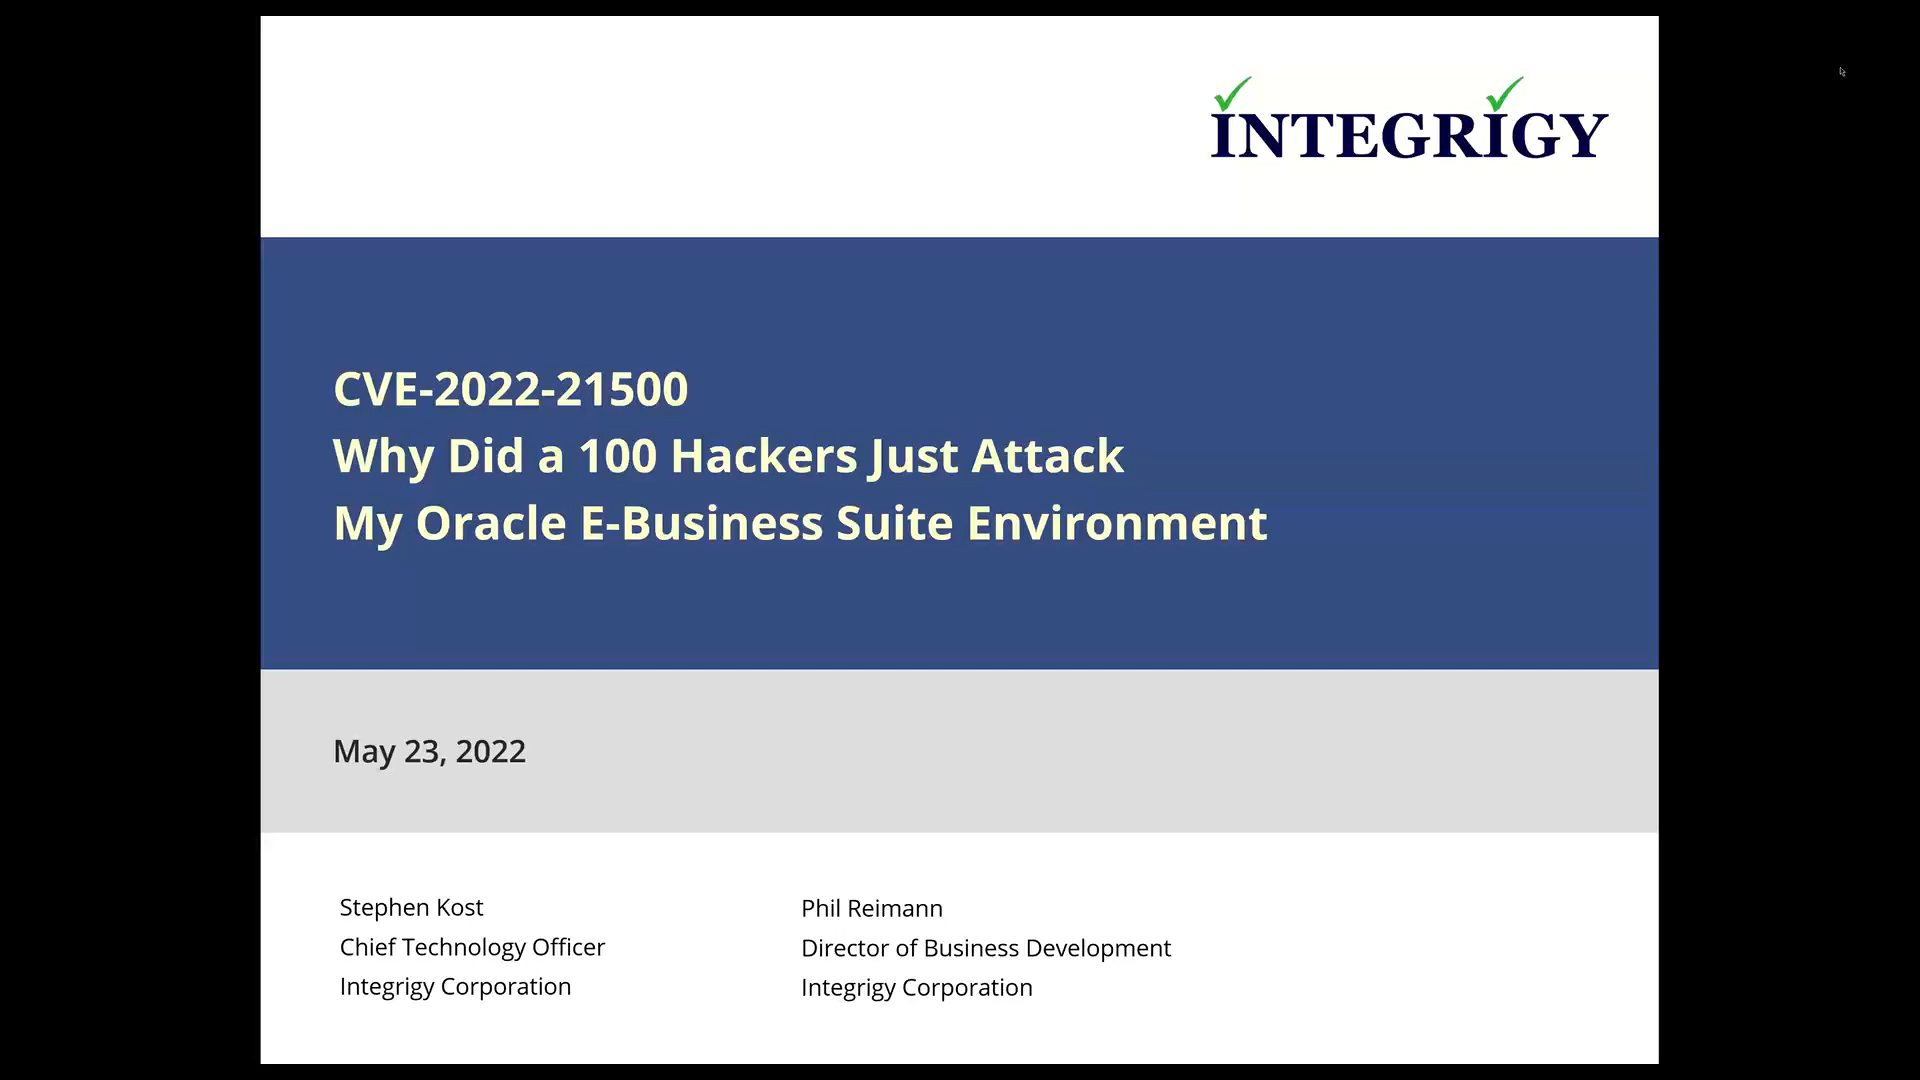 INTEGRIGY
CVE-2022-21500
Why Did a 100 Hackers Just Attack
My Oracle E-Business Suite Environment
May 23, 2022
Stephen Kost
Chief Technology Officer
Integrigy Corporation
Phil Reimann
Director of Business Development
Integrigy Corporation